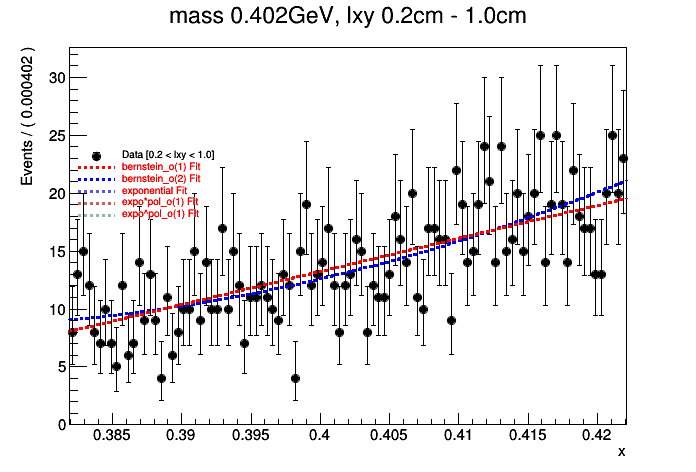 mass 0.402GeV, lxy 0.2cm - 1.0cm
Events / ( 0.000402 )
30
25
20
15
10
5
0
Data [0.2 < lxy < 1.0]
bernstein_o(1) Fit
bernstein_o(2) Fit
exponential Fit
expo*pol_o(1) Fit
expo^pol_o(1) Fit
0.385 0.39 0.395 0.4 0.405 0.41 0.415 0.42
x